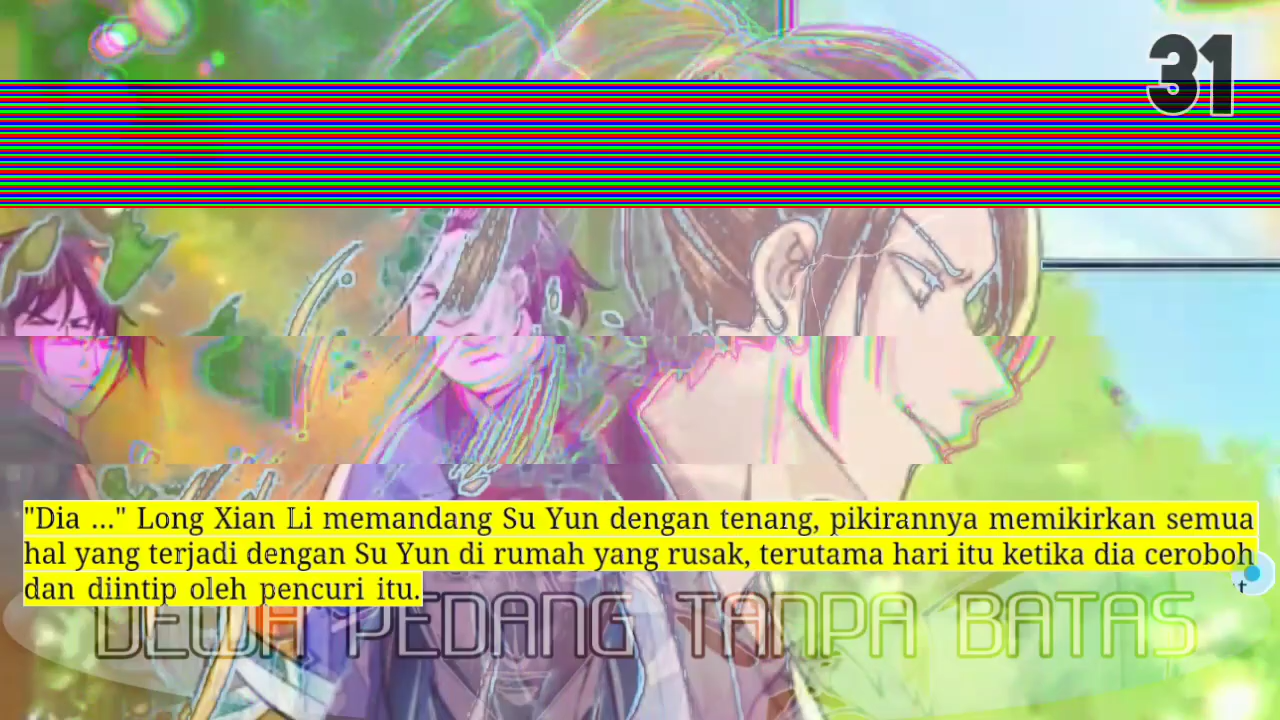 31
"Dia ..." Long Xian Li memandang Su Yun dengan tenang, pikirannya memikirkan semua
hal yang terjadi dengan Su Yun di rumah yang rusak, terutama hari itu ketika dia ceroboh
dan diintip oleh pencuri itu.
DEWA PEDANG TANPA BATAS